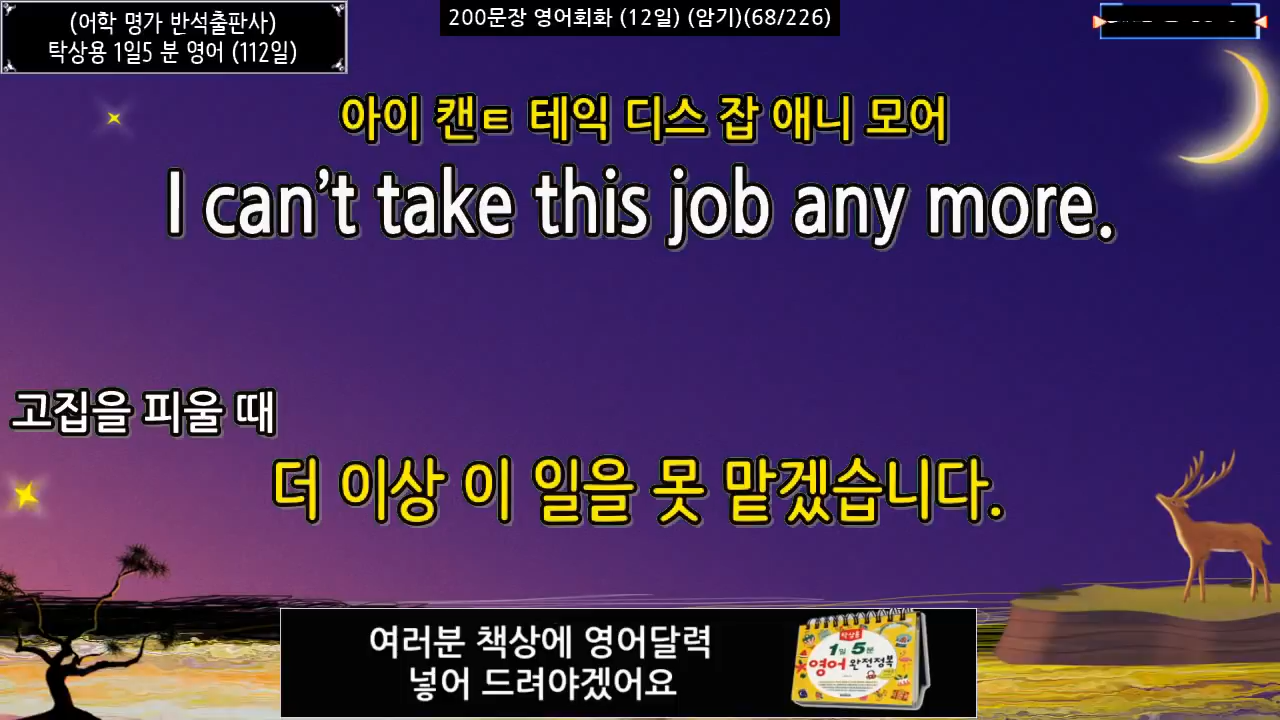 (어학 명가 반석출판사)
탁상용 1일5 분 영어 (112일)
200문장 영어회화 (12일) (암기)(68/226)
아이 캔ㅌ 테익 디스 잡 애니 모어
I can’t take this job any more.
고집을 피울 때
더 이상 이 일을 못 맡겠습니다.
여러분 책상에 영어달력
넣어 드려야겠어요
탁상용
1일 5분
영어 완전정복